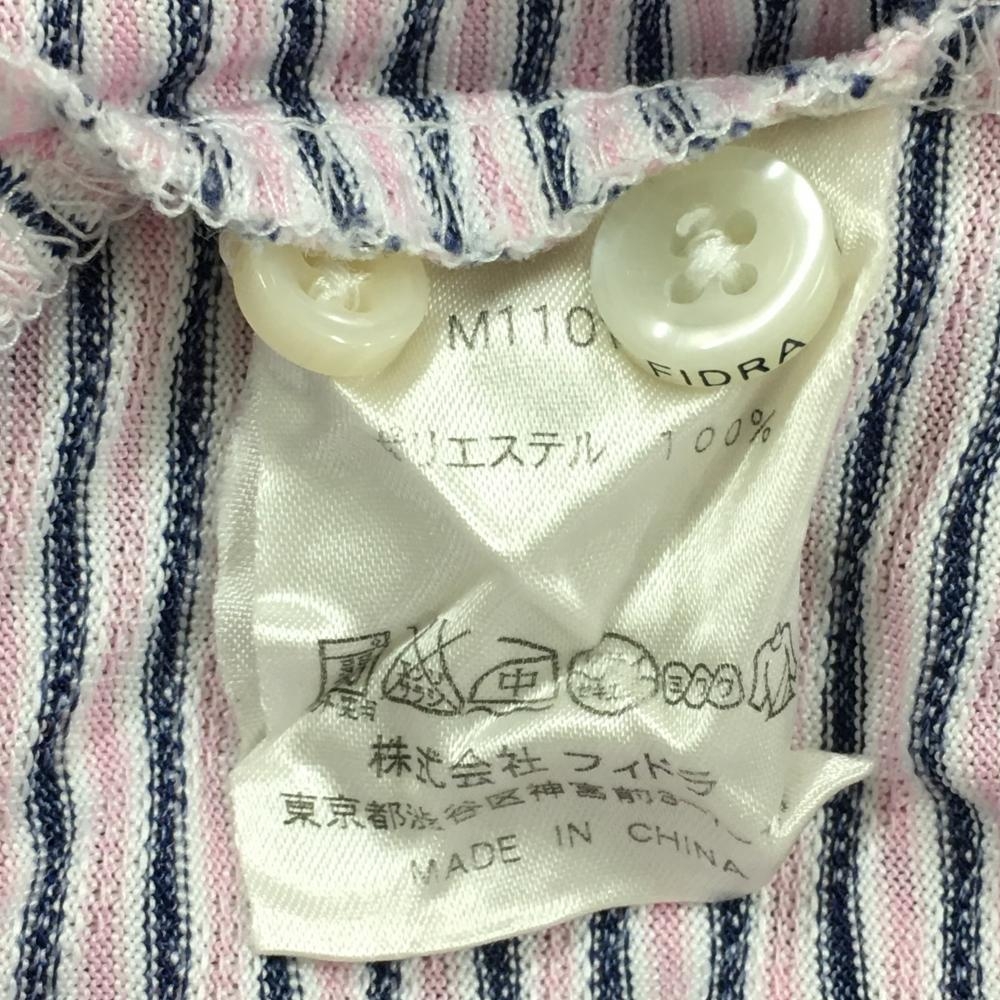 M110
FIDRA
ポリエステル 100%
中
株式会社 フィドラ
東京都渋谷区神宮前
MADE IN CHINA